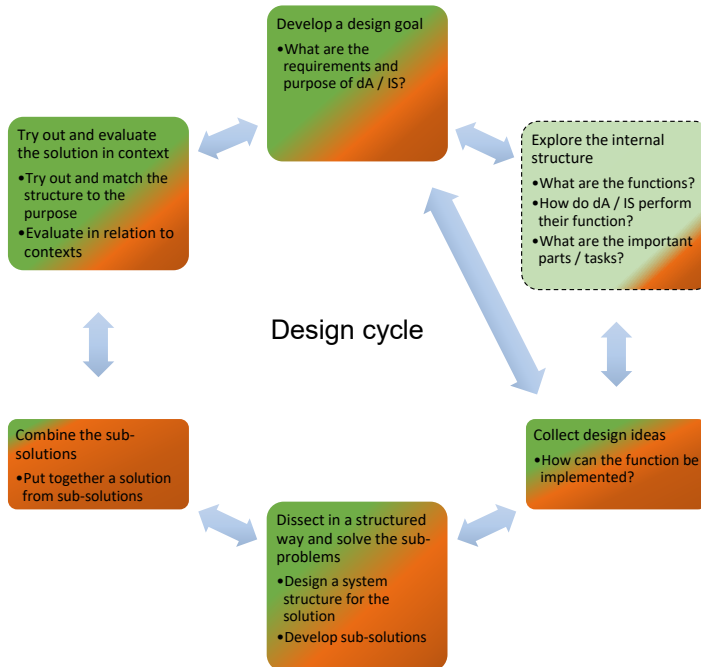 Develop a design goal
•What are the
requirements and
purpose of dA / IS?
Try out and evaluate
the solution in context
•Try out and match the
structure to the
purpose
•Evaluate in relation to
contexts
Explore the internal
structure
•What are the functions?
•How do dA / IS perform
their function?
•What are the important
parts / tasks?
Design cycle
Combine the sub-
solutions
•Put together a solution
from sub-solutions
Collect design ideas
•How can the function be
implemented?
Dissect in a structured
way and solve the sub-
problems
•Design a system
structure for the
solution
•Develop sub-solutions